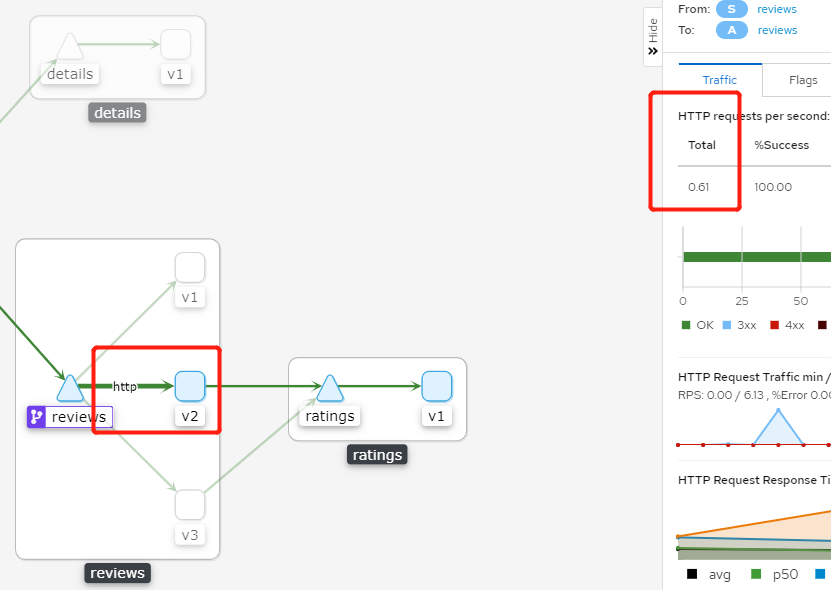 details
v1
details
v1
http
reviews
v2
v3
reviews
ratings
v1
ratings
Hide
From: S reviews
To: A reviews
Traffic Flags
HTTP requests per second:
Total %Success
0.61 100.00
0 25 50
OK 3xx 4xx
HTTP Request Traffic min /
RPS: 0.00 / 6.13 , %Error 0.00
HTTP Request Response Ti
avg p50